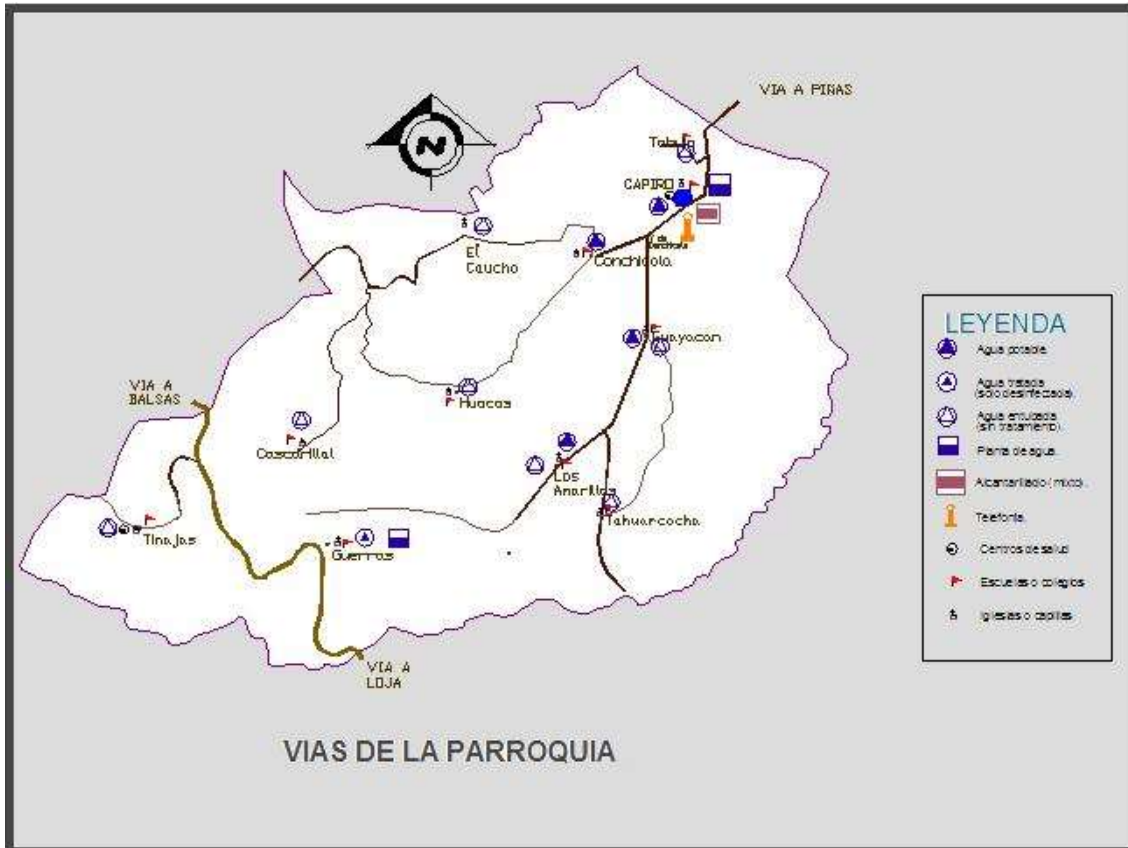 VIA A PIÑAS
N
CAPIRO
El
Caucho
Conchicola
Guayacan
VIA A
BALSAS
Huacas
Cascarillal
Los
Amarillos
Tahuarcocha
Tinajas
Guerras
VIA A
LOJA
LEYENDA
Agua potable.
Agua tratada
(solo desinfectada).
Agua entubada
(sin tratamiento).
Planta de agua.
Alcantarillado (mixto).
Telefonia.
Centros de salud
Escuelas o colegios
Iglesias o capillas
VIAS DE LA PARROQUIA